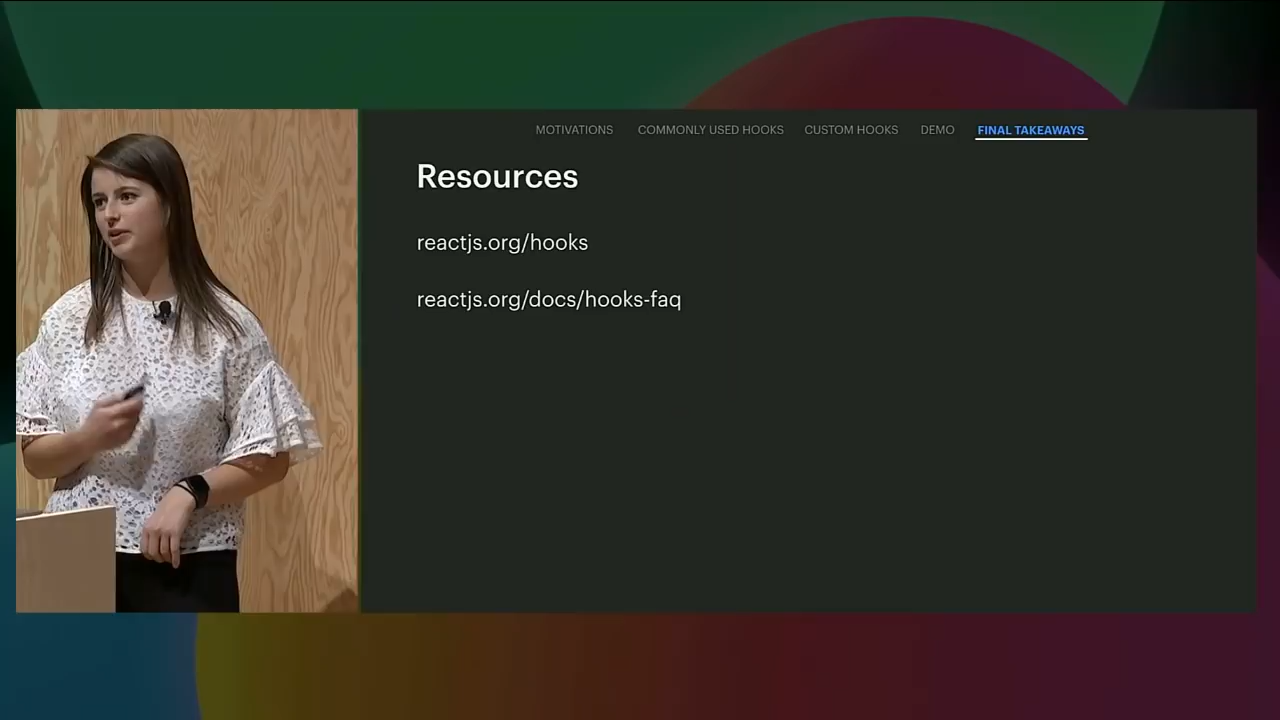 MOTIVATIONS COMMONLY USED HOOKS CUSTOM HOOKS DEMO FINAL TAKEAWAYS
Resources
reactjs.org/hooks
reactjs.org/docs/hooks-faq